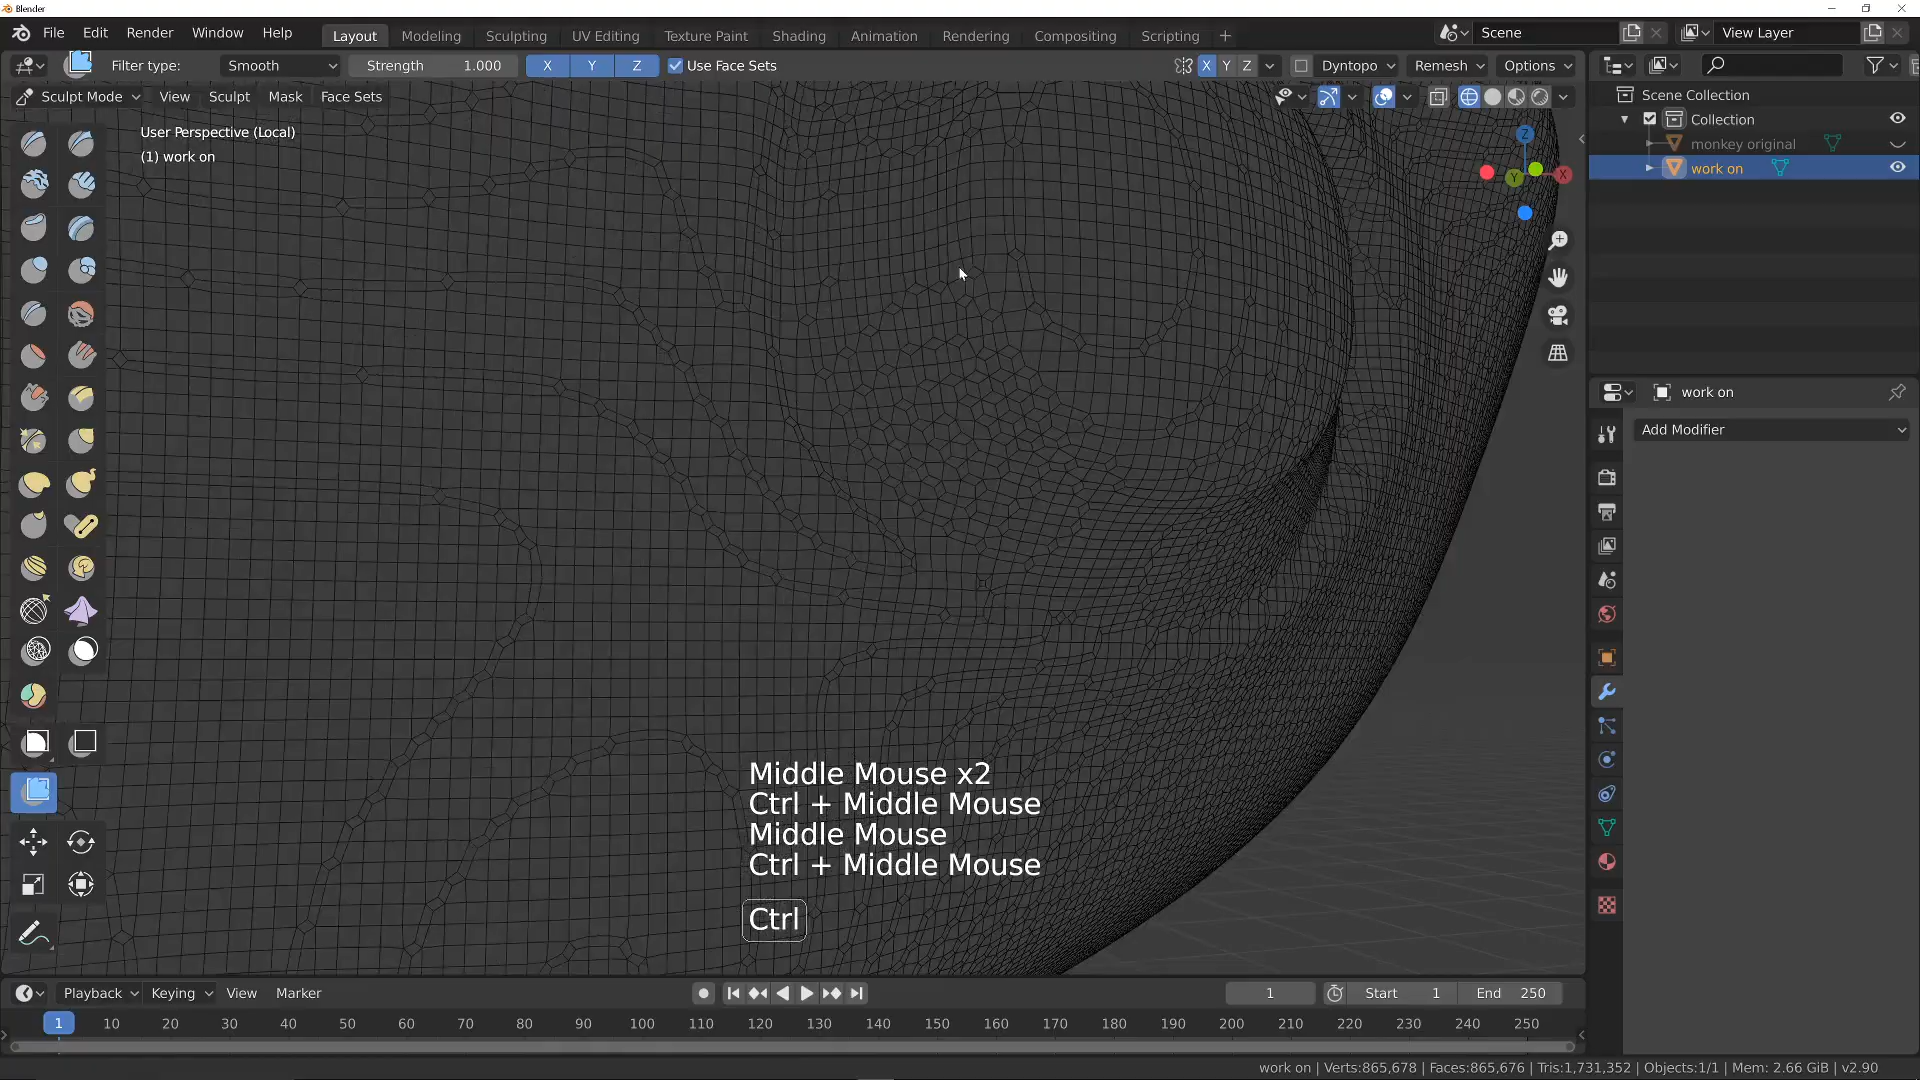 Blender
File Edit Render Window Help Layout Modeling Sculpting UV Editing Texture Paint Shading Animation Rendering Compositing Scripting + Scene View Layer
Filter type: Smooth Strength 1.000 X Y Z Use Face Sets X Y Z Dyntopo Remesh Options
Sculpt Mode View Sculpt Mask Face Sets
User Perspective (Local)
(1) work on
Z
Y
X
Scene Collection
Collection
monkey original
work on
work on
Add Modifier
Middle Mouse x2
Ctrl + Middle Mouse
Middle Mouse
Ctrl + Middle Mouse
Ctrl
Playback Keying View Marker 1 Start 1 End 250
1 10 20 30 40 50 60 70 80 90 100 110 120 130 140 150 160 170 180 190 200 210 220 230 240 250
work on | Verts:865,678 | Faces:865,676 | Tris:1,731,352 | Objects:1/1 | Mem: 2.66 GiB | v2.90